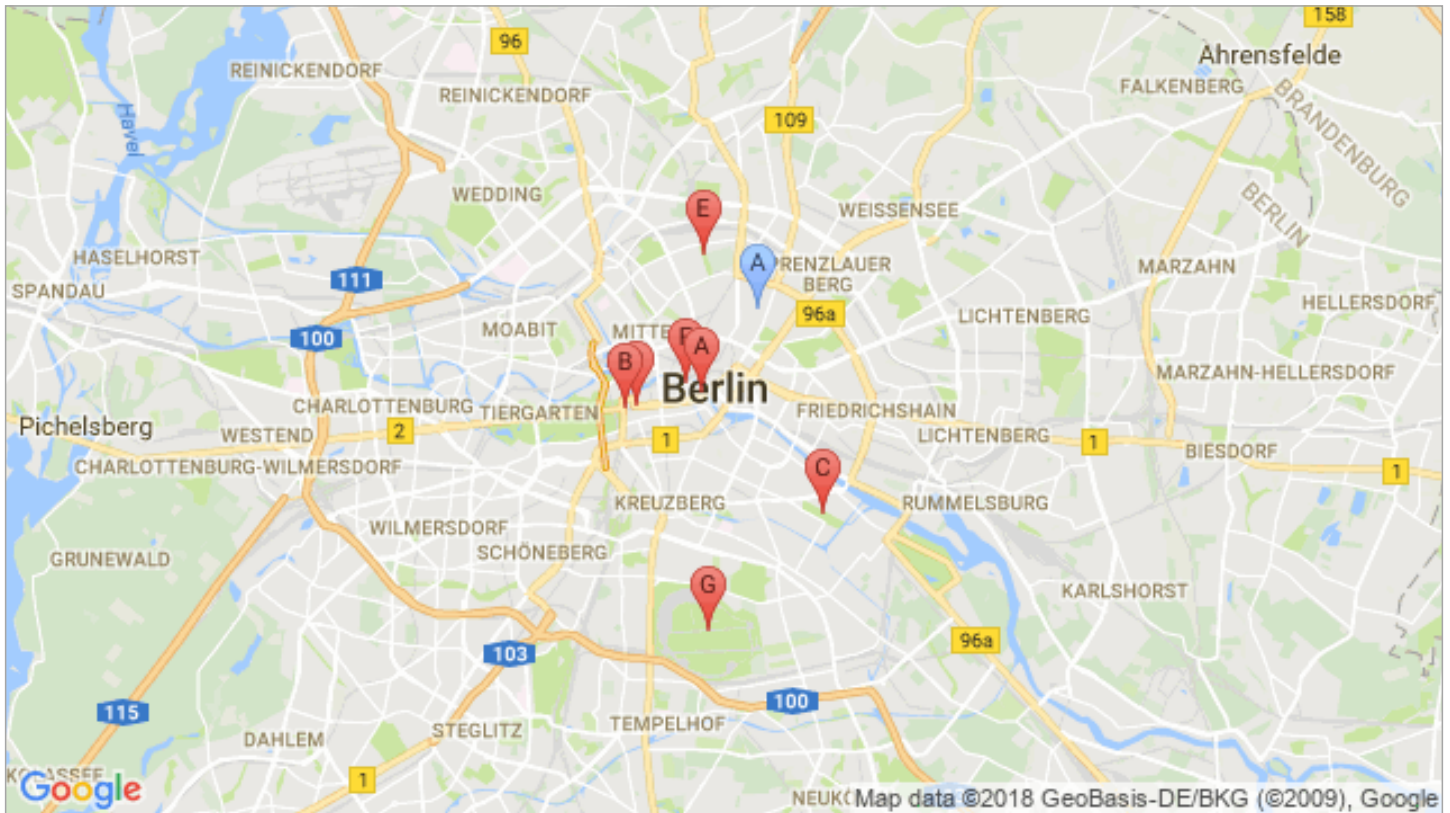 158
Ahrensfelde
96
REINICKENDORF
FALKENBERG
REINICKENDORF
BRANDENBURG
Havel
109
WEDDING
E
WEISSENSEE
BERLIN
HASELHORST
A
PRENZLAUER
BERG
MARZAHN
SPANDAU
111
HELLERSDORF
96a
LICHTENBERG
MOABIT
MITTE
100
F
A
B
Berlin
MARZAHN-HELLERSDORF
CHARLOTTENBURG
TIERGARTEN
FRIEDRICHSHAIN
Pichelsberg
WESTEND
2
1
LICHTENBERG
1
BIESDORF
CHARLOTTENBURG-WILMERSDORF
C
1
KREUZBERG
RUMMELSBURG
WILMERSDORF
SCHÖNEBERG
GRUNEWALD
G
KARLSHORST
96a
103
100
115
TEMPELHOF
STEGLITZ
DAHLEM
1
Google
NEUKÖ
Map data ©2018 GeoBasis-DE/BKG (©2009), Google